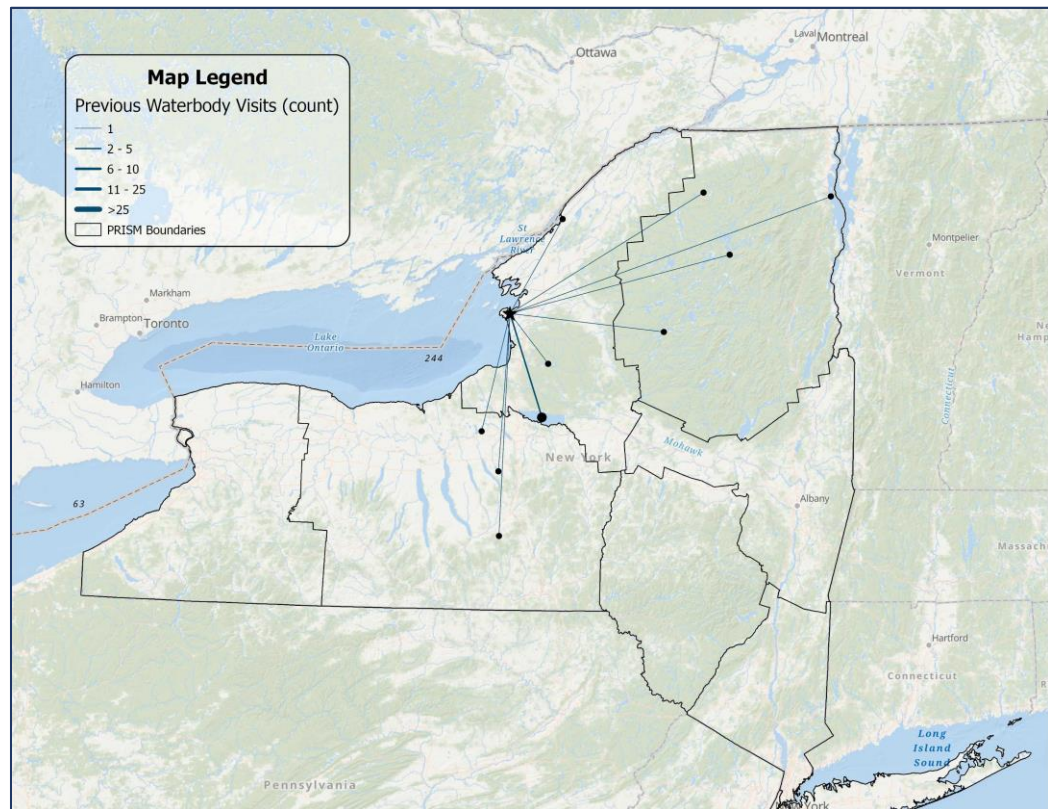 Laval
Montreal
Ottawa
Map Legend
Previous Waterbody Visits (count)
1
2 - 5
6 - 10
11 - 25
>25
PRISM Boundaries
St
Lawrence
River
Montpelier
Vermont
Markham
Brampton
Toronto
Lake
Ontario
244
Hamilton
Connecticut
Mohawk
New York
Albany
63
Massachu
Hartford
Connecticut
Long
Island
Sound
Pennsylvania
York